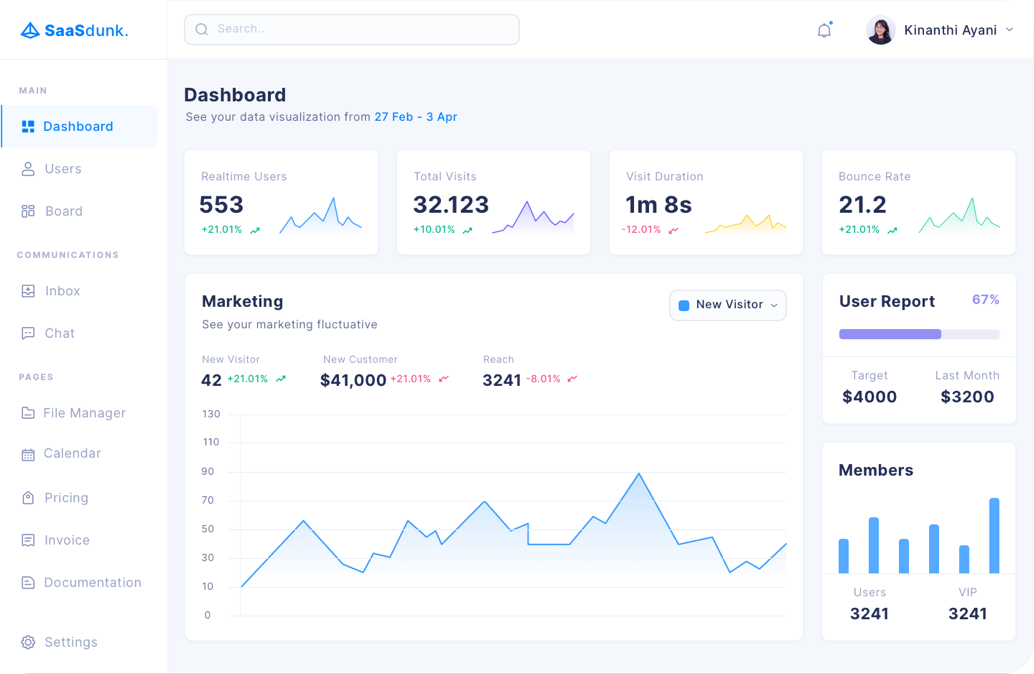 SaaSdunk.
Search..
Kinanthi Ayani
MAIN
Dashboard
Users
Board
COMMUNICATIONS
Inbox
Chat
PAGES
File Manager
Calendar
Pricing
Invoice
Documentation
Settings
Dashboard
See your data visualization from 27 Feb - 3 Apr
Realtime Users
553
+21.01%
Total Visits
32.123
+10.01%
Visit Duration
1m 8s
-12.01%
Bounce Rate
21.2
+21.01%
Marketing
See your marketing fluctuative
New Visitor
New Visitor
42 +21.01%
New Customer
$41,000 +21.01%
Reach
3241 -8.01%
130
110
90
70
50
30
10
0
User Report 67%
Target
$4000
Last Month
$3200
Members
Users
3241
VIP
3241